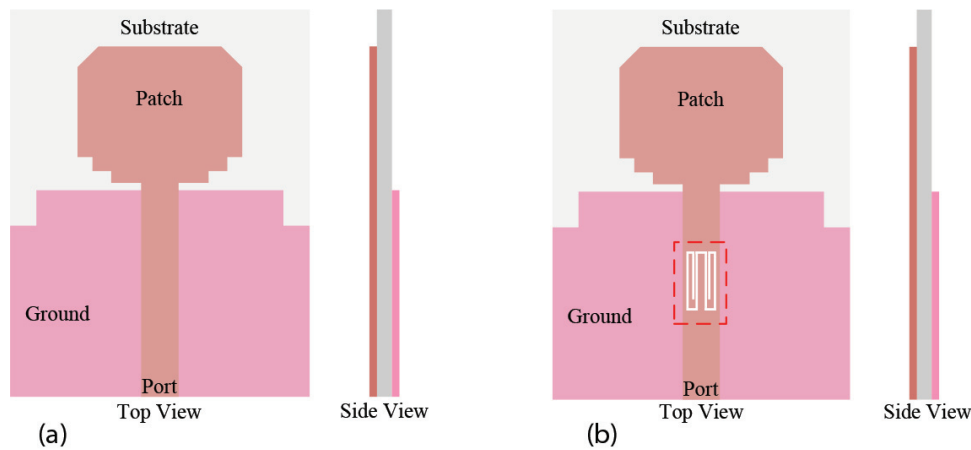 Substrate
Patch
Ground
Port
Top View
Side View
(a)
Substrate
Patch
Ground
Port
Top View
Side View
(b)